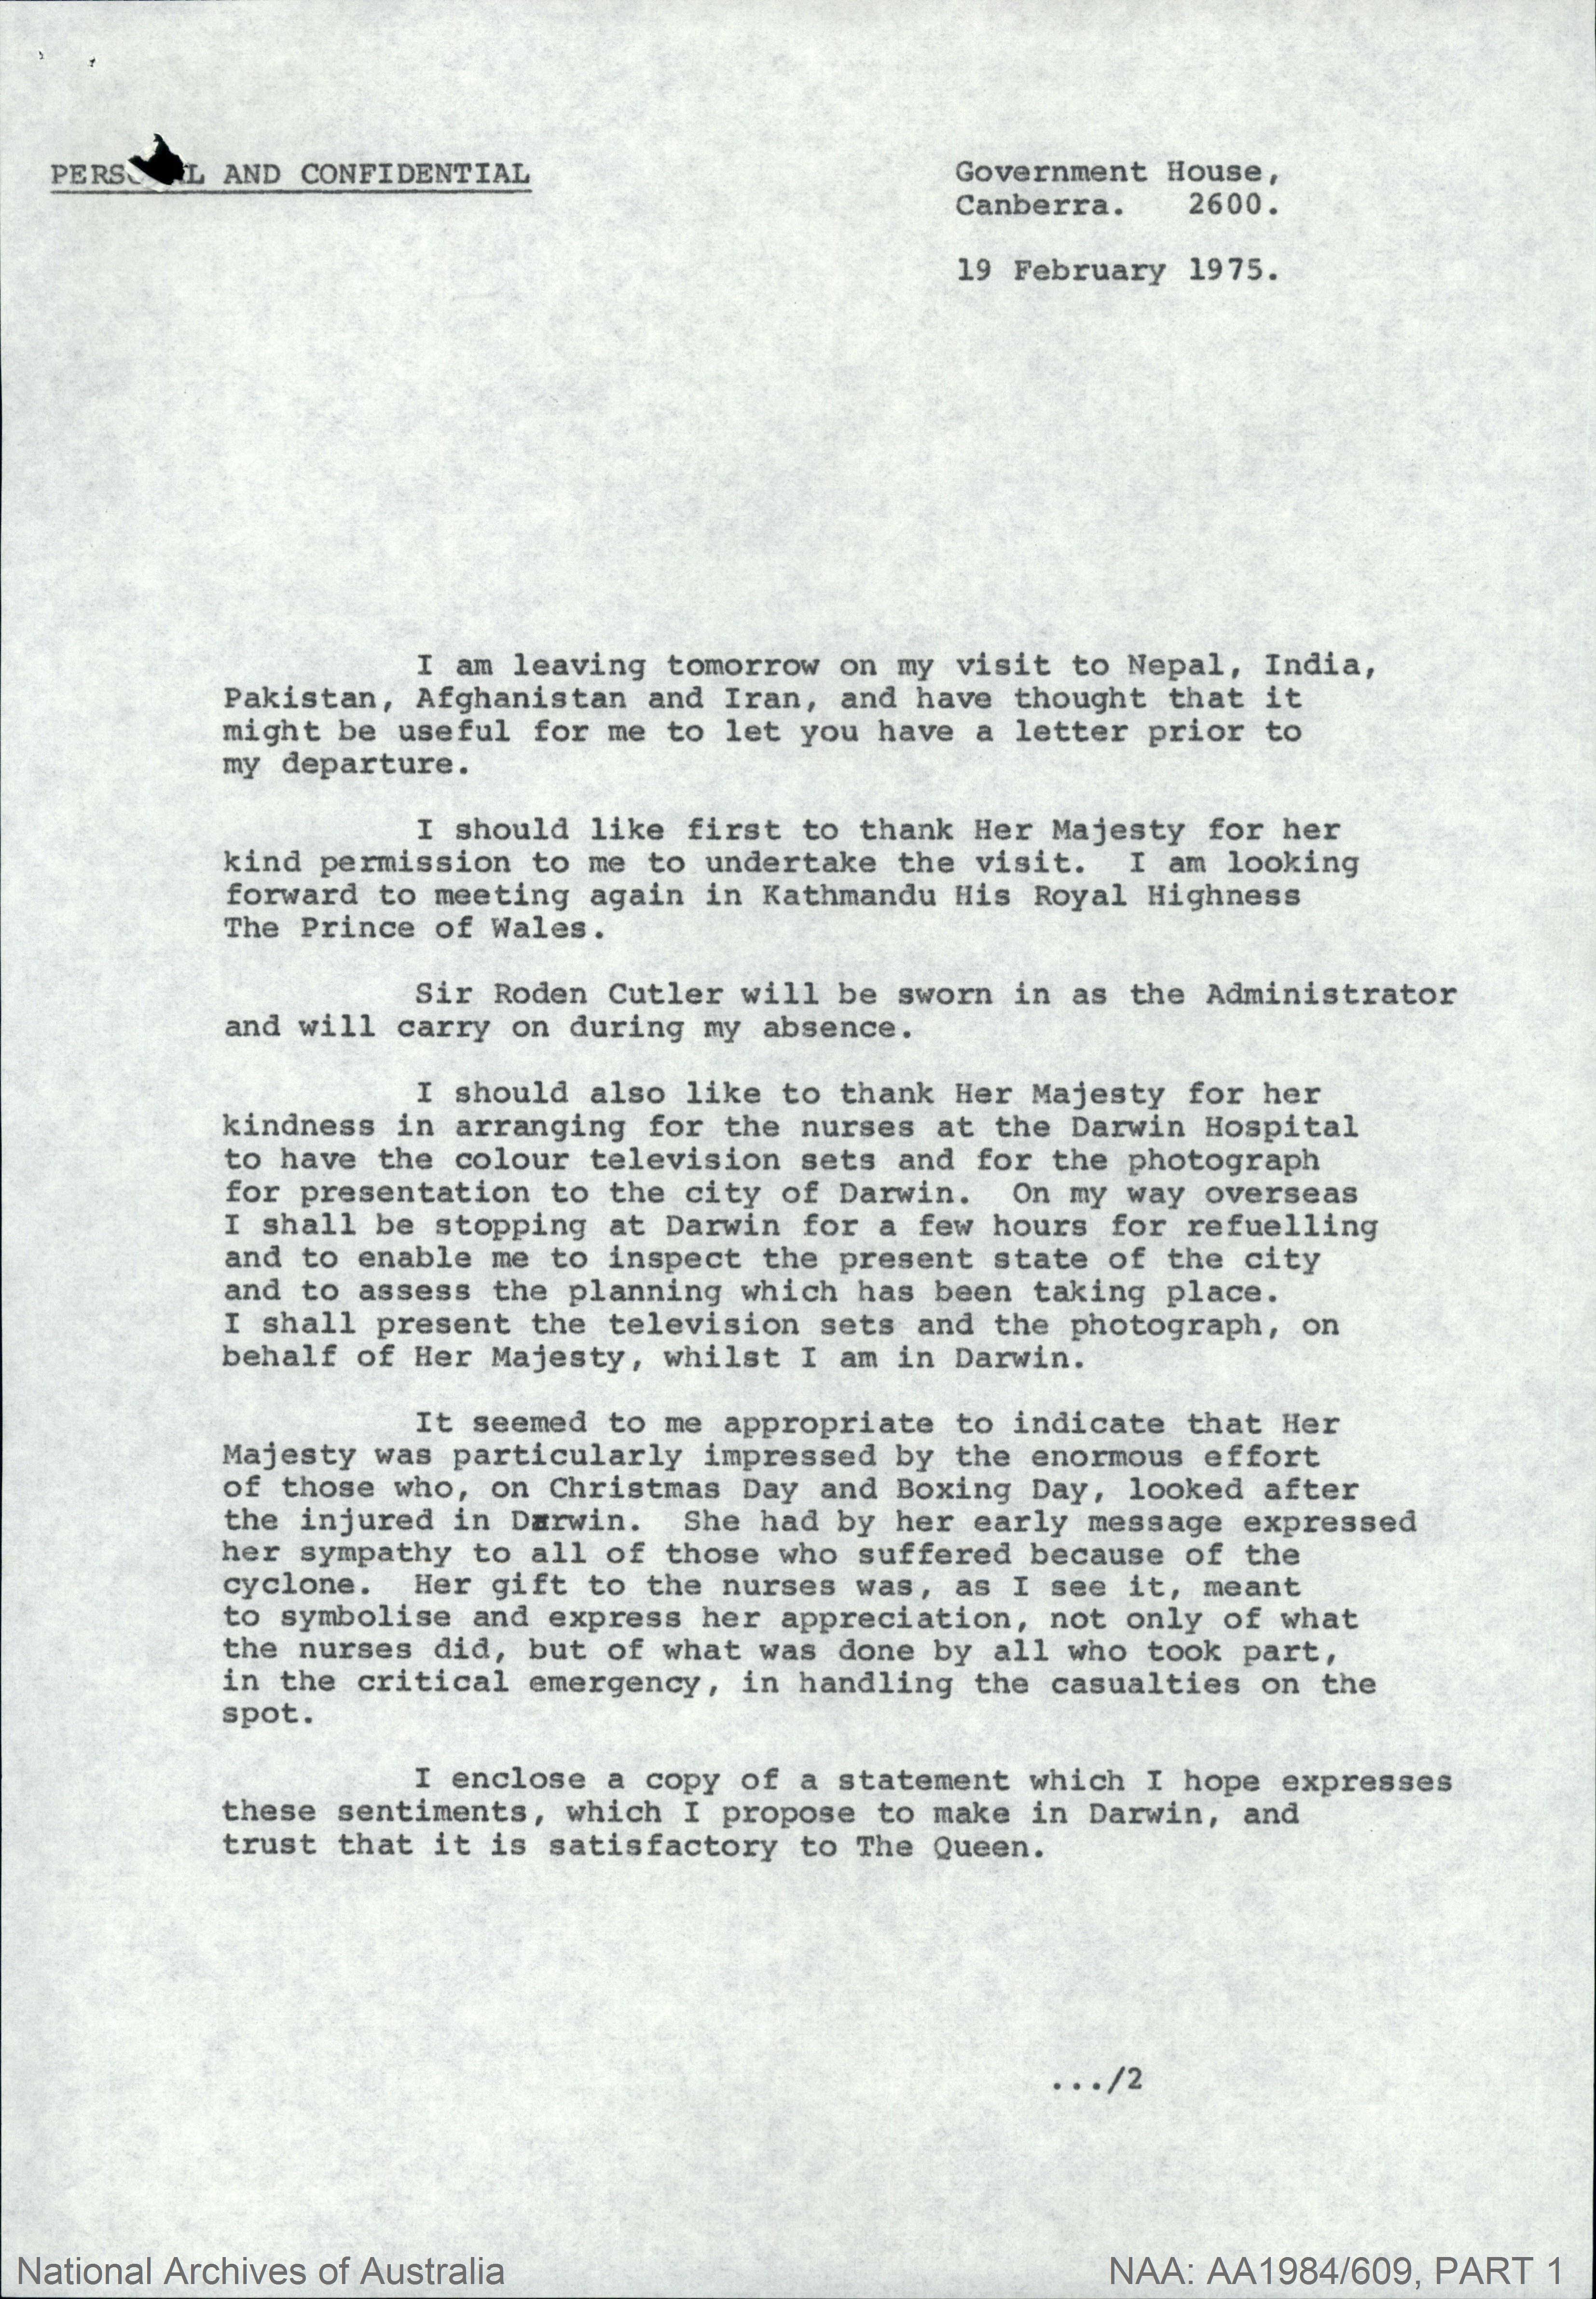 PERSONAL AND CONFIDENTIAL
Government House,
Canberra. 2600.
19 February 1975.
I am leaving tomorrow on my visit to Nepal, India,
Pakistan, Afghanistan and Iran, and have thought that it
might be useful for me to let you have a letter prior to
my departure.
I should like first to thank Her Majesty for her
kind permission to me to undertake the visit. I am looking
forward to meeting again in Kathmandu His Royal Highness
The Prince of Wales.
Sir Roden Cutler will be sworn in as the Administrator
and will carry on during my absence.
I should also like to thank Her Majesty for her
kindness in arranging for the nurses at the Darwin Hospital
to have the colour television sets and for the photograph
for presentation to the city of Darwin. On my way overseas
I shall be stopping at Darwin for a few hours for refuelling
and to enable me to inspect the present state of the city
and to assess the planning which has been taking place.
I shall present the television sets and the photograph, on
behalf of Her Majesty, whilst I am in Darwin.
It seemed to me appropriate to indicate that Her
Majesty was particularly impressed by the enormous effort
of those who, on Christmas Day and Boxing Day, looked after
the injured in Darwin. She had by her early message expressed
her sympathy to all of those who suffered because of the
cyclone. Her gift to the nurses was, as I see it, meant
to symbolise and express her appreciation, not only of what
the nurses did, but of what was done by all who took part,
in the critical emergency, in handling the casualties on the
spot.
I enclose a copy of a statement which I hope expresses
these sentiments, which I propose to make in Darwin, and
trust that it is satisfactory to The Queen.
.../2
National Archives of Australia
NAA: AA1984/609, PART 1